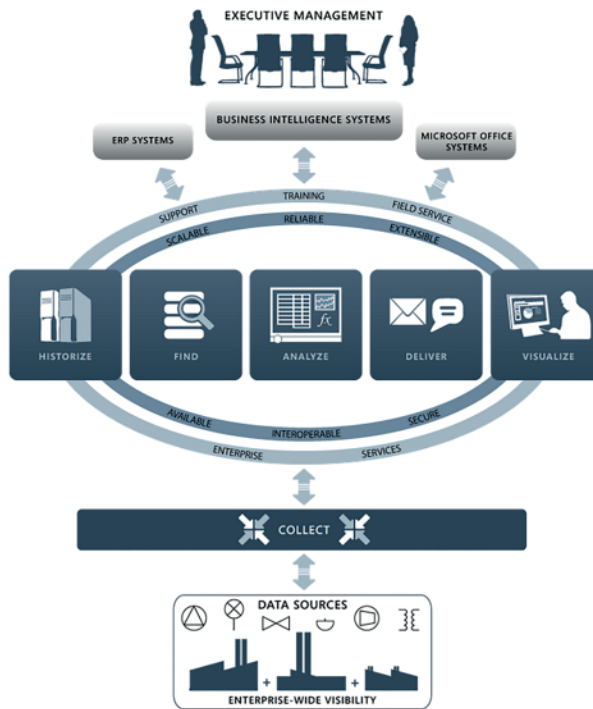 EXECUTIVE MANAGEMENT
BUSINESS INTELLIGENCE SYSTEMS
ERP SYSTEMS
MICROSOFT OFFICE
SYSTEMS
SUPPORT
TRAINING
FIELD SERVICE
SCALABLE
RELIABLE
EXTENSIBLE
HISTORIZE
FIND
ANALYZE
fx
DELIVER
VISUALIZE
AVAILABLE
INTEROPERABLE
SECURE
ENTERPRISE
SERVICES
COLLECT
DATA SOURCES
+
+
ENTERPRISE-WIDE VISIBILITY